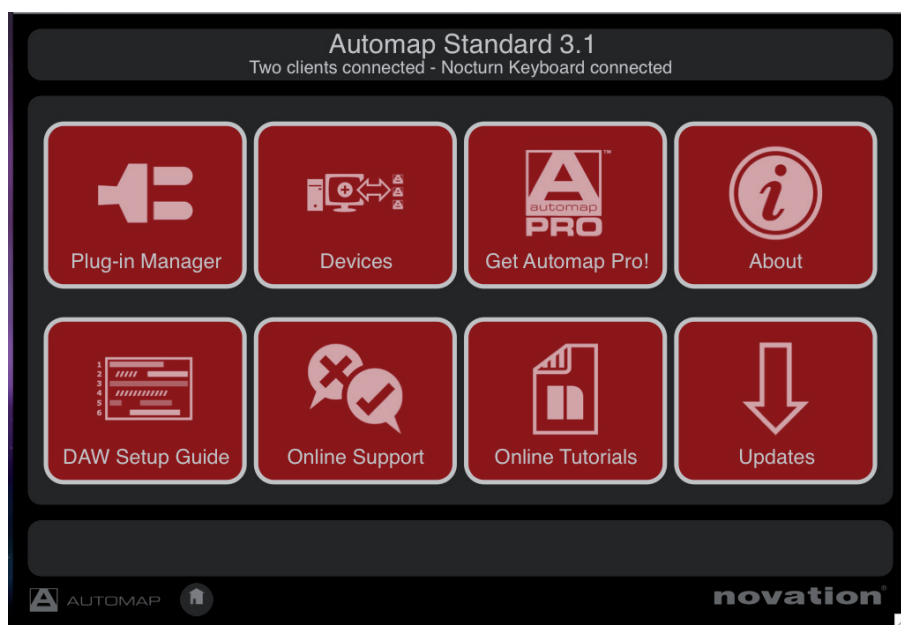 Automap Standard 3.1
Two clients connected - Nocturn Keyboard connected
A automap PRO ™
Plug-in Manager
Devices
Get Automap Pro!
About
1
2
3
4
5
6
DAW Setup Guide
Online Support
Online Tutorials
Updates
A AUTOMAP
novation®